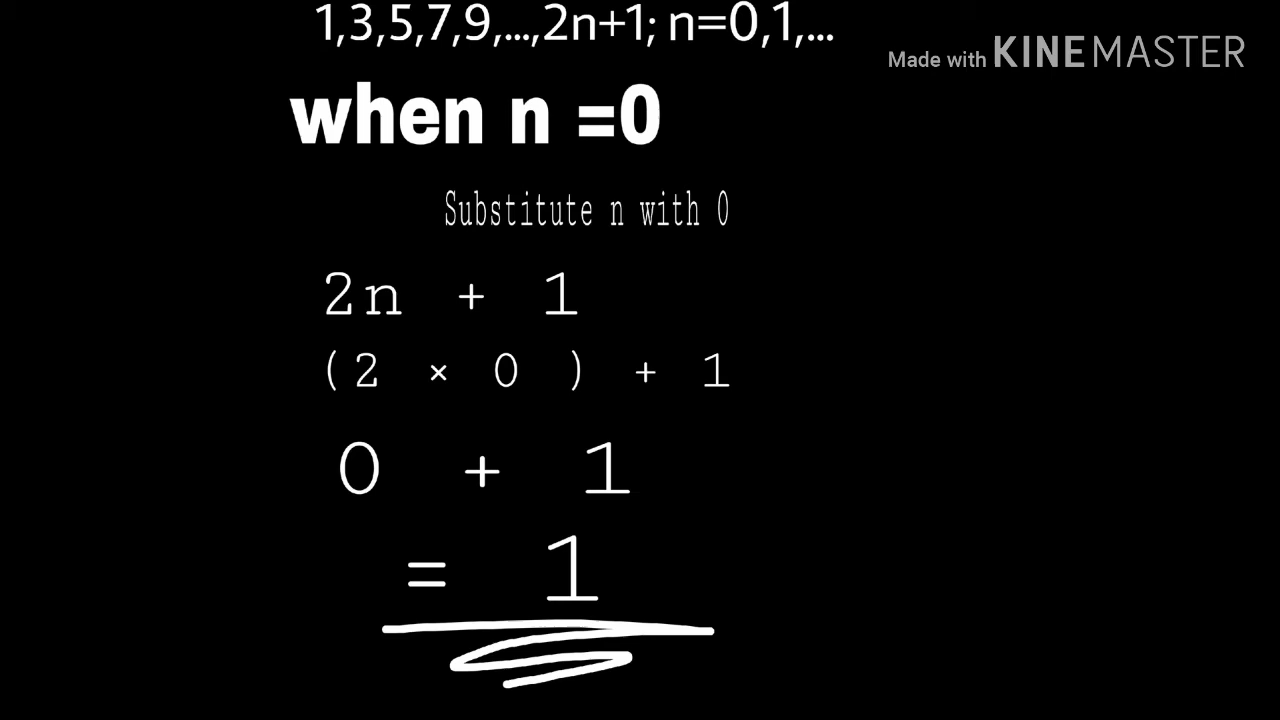 1,3,5,7,9,...,2n+1; n=0,1,...
Made with KINEMASTER
when n =0
Substitute n with 0
2n + 1
(2 × 0 ) + 1
0 + 1
= 1